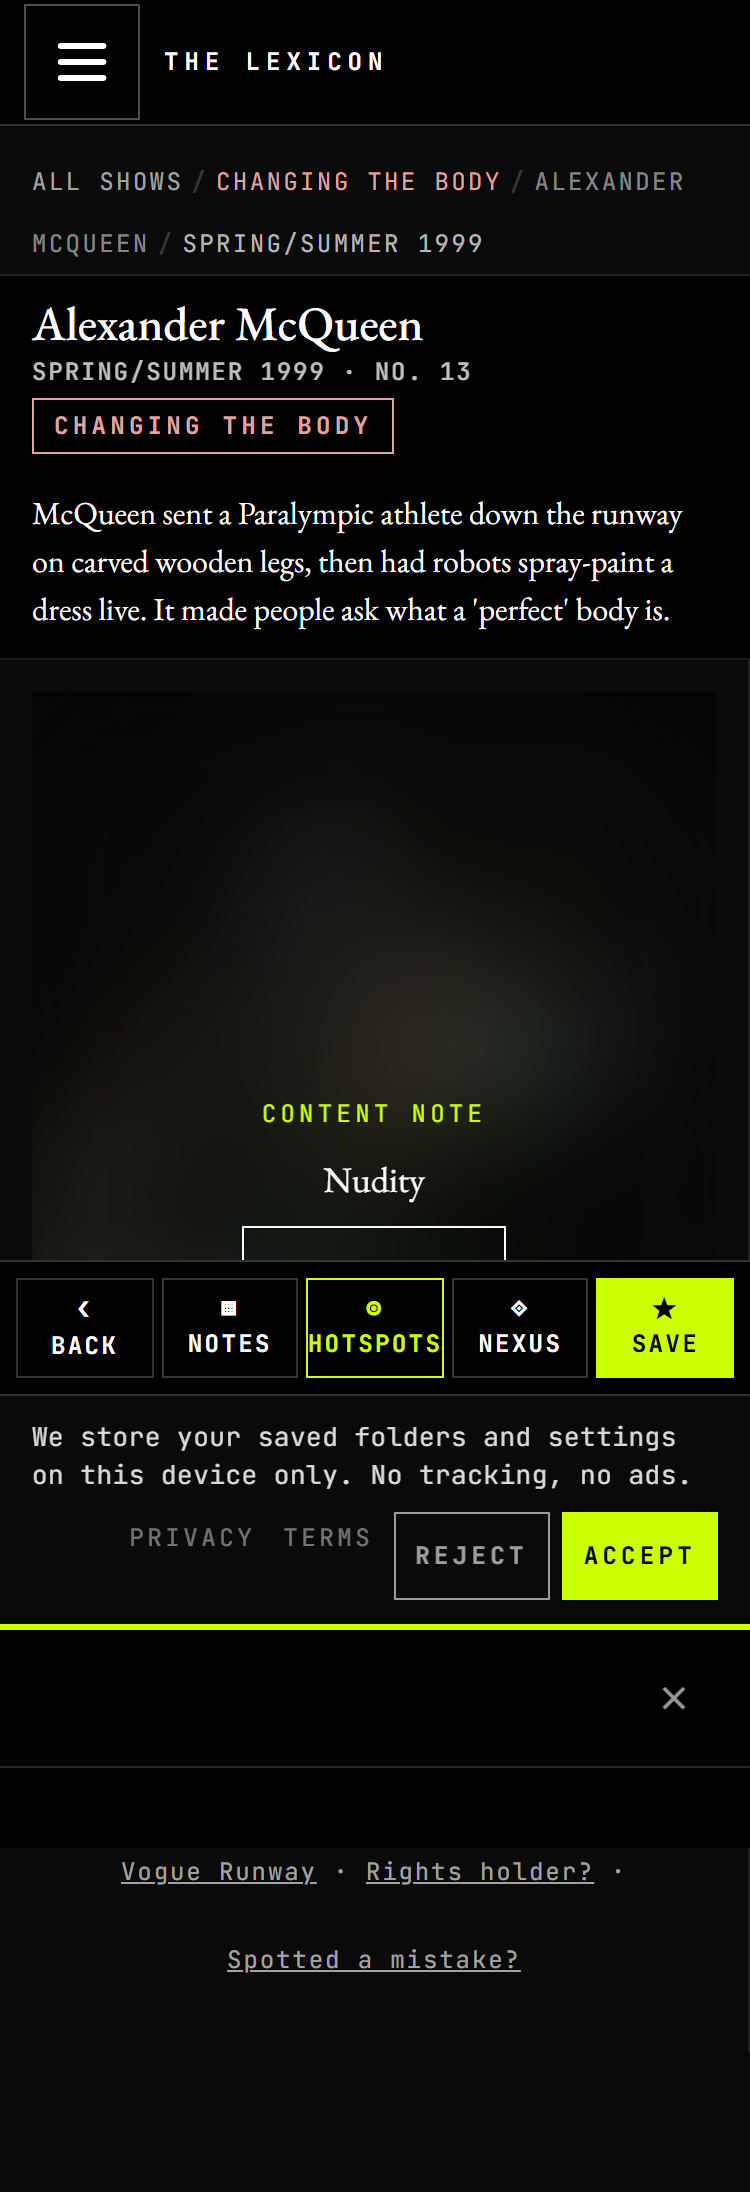 THE LEXICON
ALL SHOWS / CHANGING THE BODY / ALEXANDER
MCQUEEN / SPRING/SUMMER 1999
Alexander McQueen
SPRING/SUMMER 1999 · NO. 13
CHANGING THE BODY
McQueen sent a Paralympic athlete down the runway
on carved wooden legs, then had robots spray-paint a
dress live. It made people ask what a 'perfect' body is.
CONTENT NOTE
Nudity
BACK NOTES HOTSPOTS NEXUS SAVE
We store your saved folders and settings
on this device only. No tracking, no ads.
PRIVACY TERMS REJECT ACCEPT
Vogue Runway · Rights holder? ·
Spotted a mistake?